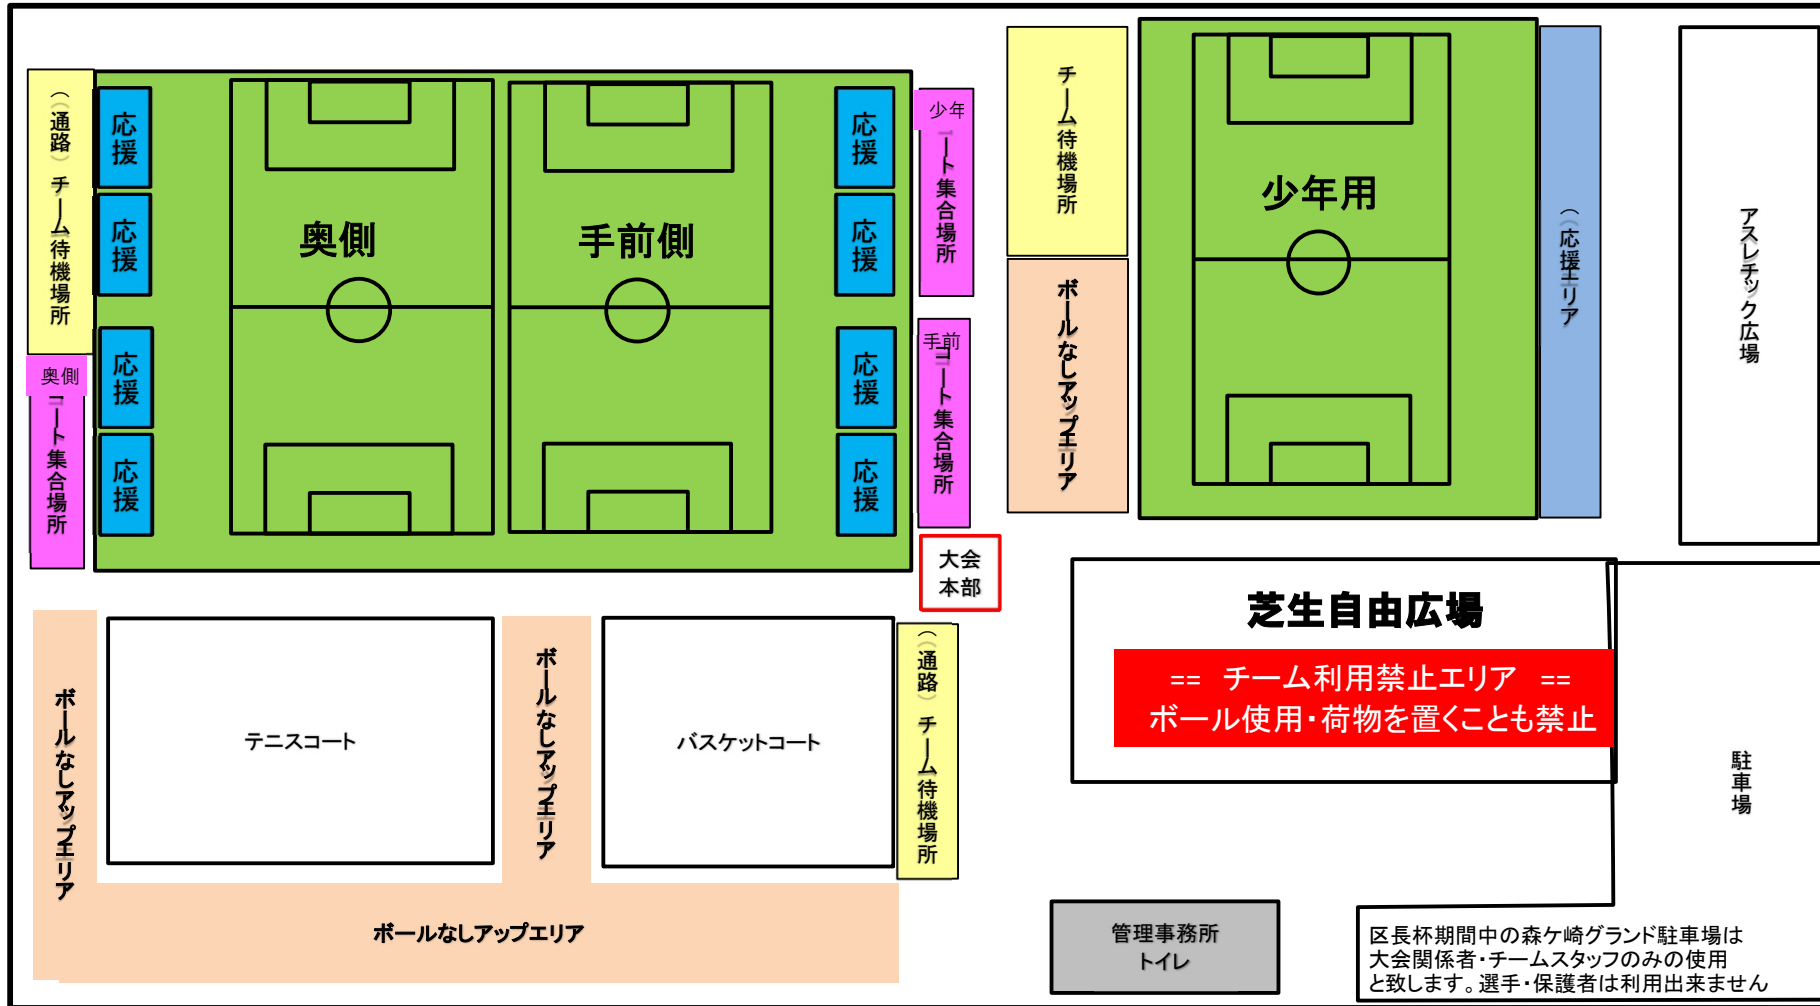 （通路）チーム待機場所
応援
応援
応援
応援
奥側
コート集合場所
奥側
手前側
応援
応援
応援
応援
少年
ート集合場所
手前
コート集合場所
大会
本部
チーム待機場所
ボールなしアップエリア
少年用
（応援エリア
アスレチック広場
芝生自由広場
== チーム利用禁止エリア ==
ボール使用・荷物を置くことも禁止
駐車場
ボールなしアップエリア
テニスコート
ボールなしアップエリア
バスケットコート
（通路）チーム待機場所
ボールなしアップエリア
管理事務所
トイレ
区長杯期間中の森ケ崎グランド駐車場は
大会関係者・チームスタッフのみの使用
と致します。選手・保護者は利用出来ません